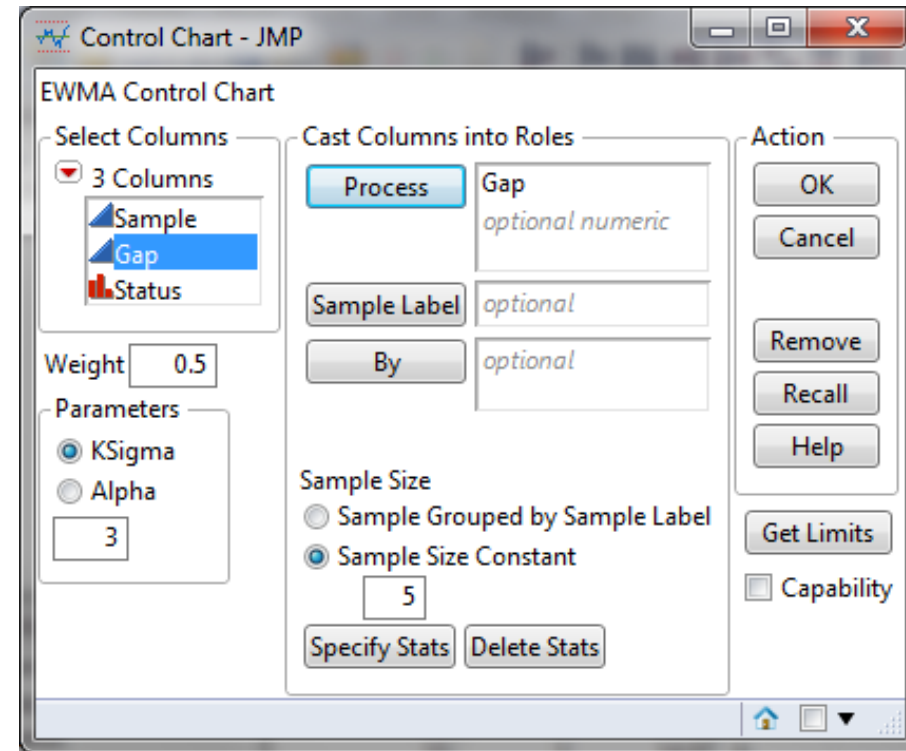 Control Chart - JMP
EWMA Control Chart
Select Columns
3 Columns
Sample
Gap
Status
Weight 0.5
Parameters
KSigma
Alpha
3
Cast Columns into Roles
Process
Gap
optional numeric
Sample Label
optional
By
optional
Sample Size
Sample Grouped by Sample Label
Sample Size Constant
5
Specify Stats
Delete Stats
Action
OK
Cancel
Remove
Recall
Help
Get Limits
Capability